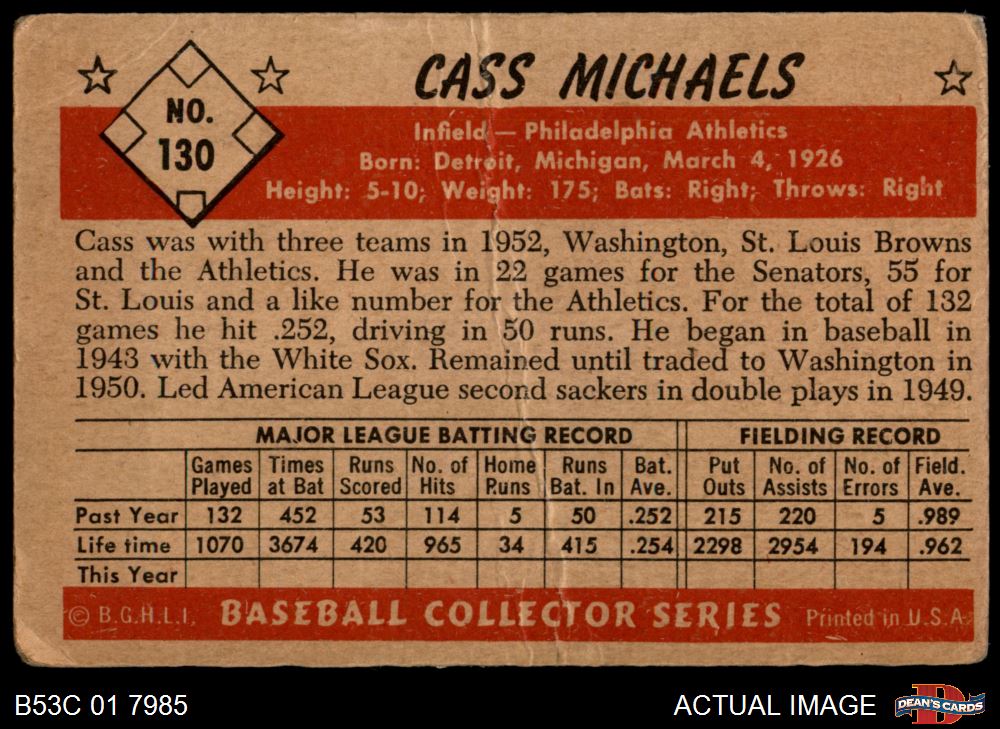 CASS MICHAELS
NO.
130
Infield — Philadelphia Athletics
Born: Detroit, Michigan, March 4, 1926
Height: 5-10; Weight: 175; Bats: Right; Throws: Right
Cass was with three teams in 1952, Washington, St. Louis Browns
and the Athletics. He was in 22 games for the Senators, 55 for
St. Louis and a like number for the Athletics. For the total of 132
games he hit .252, driving in 50 runs. He began in baseball in
1943 with the White Sox. Remained until traded to Washington in
1950. Led American League second sackers in double plays in 1949.
MAJOR LEAGUE BATTING RECORD FIELDING RECORD
Games Times Runs No. of Home Runs Bat. Put No. of No. of Field.
Played at Bat Scored Hits Runs Bat. In Ave. Outs Assists Errors Ave.
Past Year 132 452 53 114 5 50 .252 215 220 5 .989
Life time 1070 3674 420 965 34 415 .254 2298 2954 194 .962
This Year
© B.G.H.L.I. BASEBALL COLLECTOR SERIES Printed in U.S.A.
B53C 01 7985 ACTUAL IMAGE DEAN'S CARDS